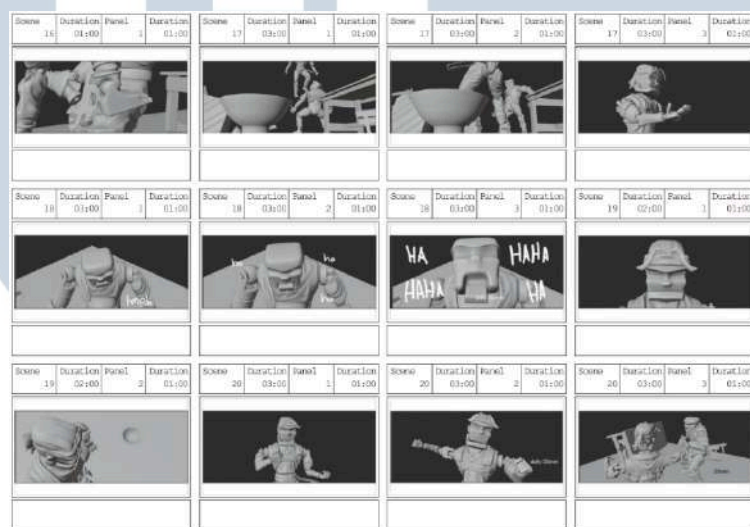 Scene Duration Panel Duration
16 01:00 1 01:00
Scene Duration Panel Duration
17 03:00 1 01:00
Scene Duration Panel Duration
17 03:00 2 01:00
Scene Duration Panel Duration
17 03:00 3 01:00
Scene Duration Panel Duration
18 03:00 1 01:00
Scene Duration Panel Duration
18 03:00 2 01:00
ha ha
ha
Scene Duration Panel Duration
18 03:00 3 01:00
HA HAHA
HAHA HA
Scene Duration Panel Duration
19 02:00 1 01:00
Scene Duration Panel Duration
19 02:00 2 01:00
Scene Duration Panel Duration
20 03:00 1 01:00
Scene Duration Panel Duration
20 03:00 2 01:00
Scene Duration Panel Duration
20 03:00 3 01:00